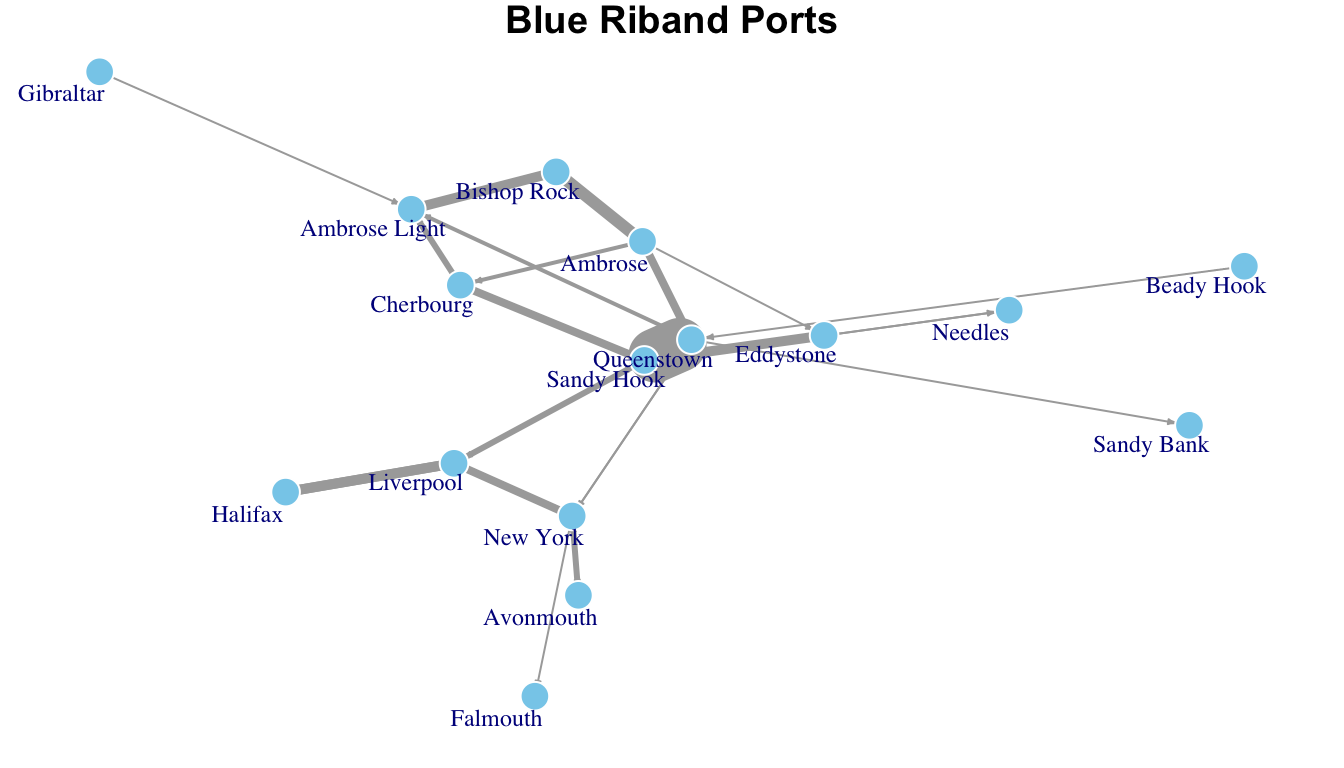 Blue Riband Ports
Gibraltar
Bishop Rock
Ambrose Light
Ambrose
Beady Hook
Cherbourg
Needles
Queenstown
Eddystone
Sandy Hook
Sandy Bank
Liverpool
Halifax
New York
Avonmouth
Falmouth